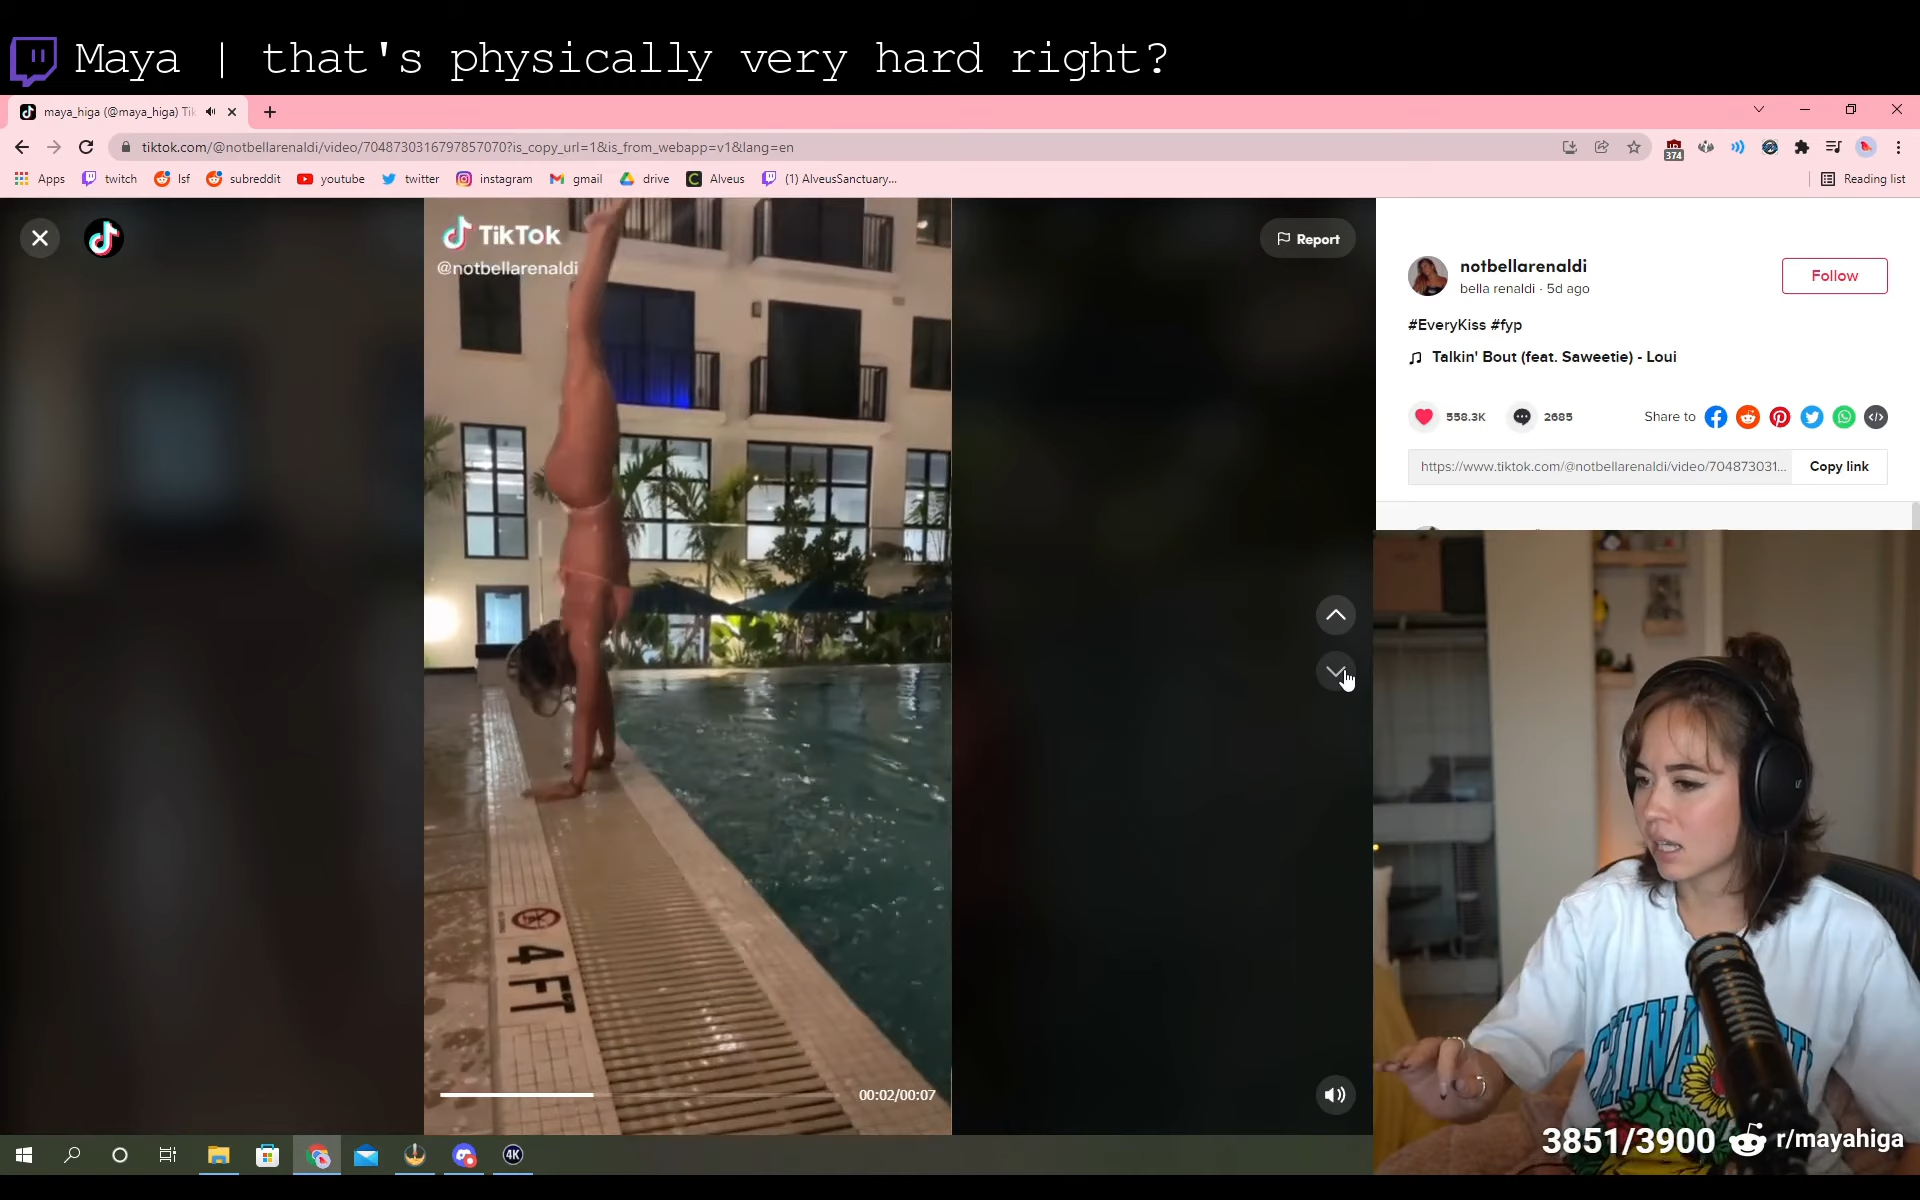 Maya | that's physically very hard right?
maya_higa (@maya_higa) Tik
tiktok.com/@notbellarenaldi/video/7048730316797857070?is_copy_url=1&is_from_webapp=v1&lang=en
374
Apps twitch lsf subreddit youtube twitter instagram gmail drive Alveus (1) AlveusSanctuary... Reading list
TikTok
@notbellarenaldi
Report
notbellarenaldi
bella renaldi · 5d ago
Follow
#EveryKiss #fyp
Talkin' Bout (feat. Saweetie) - Loui
558.3K 2685 Share to
https://www.tiktok.com/@notbellarenaldi/video/704873031... Copy link
4 FT
00:02/00:07
4K
3851/3900 r/mayahiga